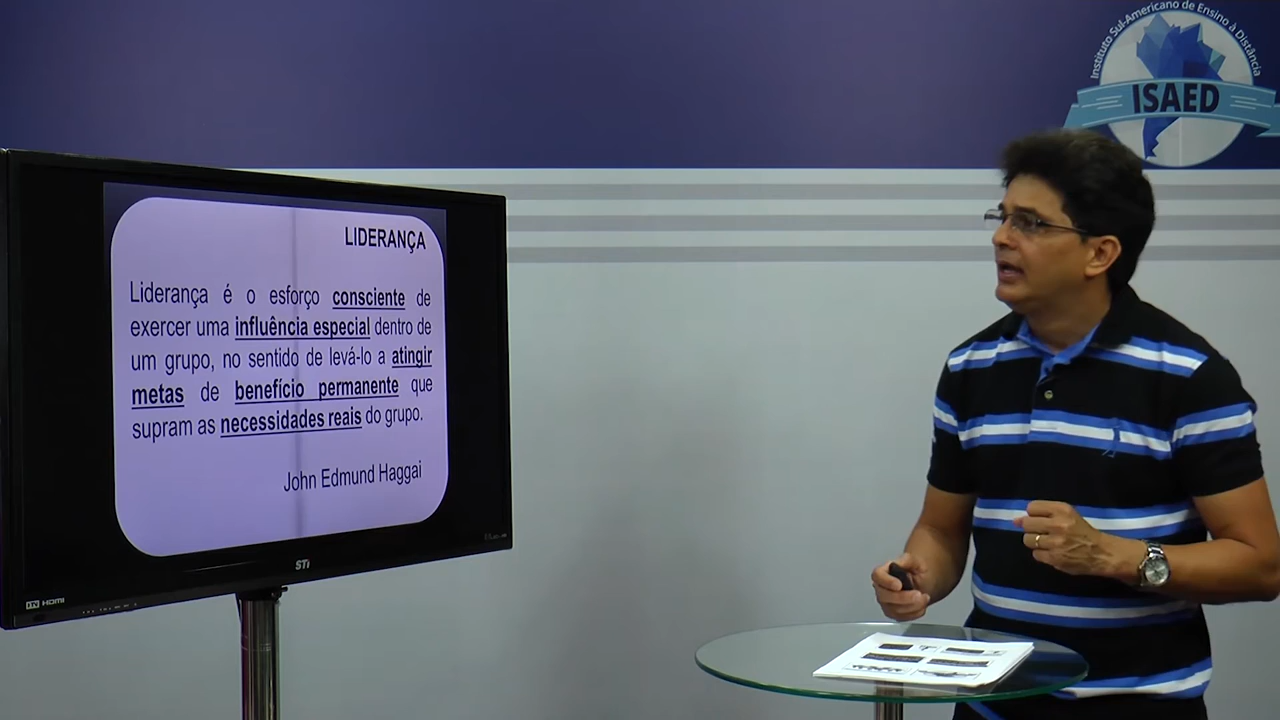 LIDERANÇA
Liderança é o esforço consciente de
exercer uma influência especial dentro de
um grupo, no sentido de levá-lo a atingir
metas de benefício permanente que
supram as necessidades reais do grupo.
John Edmund Haggai
STi
HDMI
Instituto Sul-Americano de Ensino à Distância
ISAED